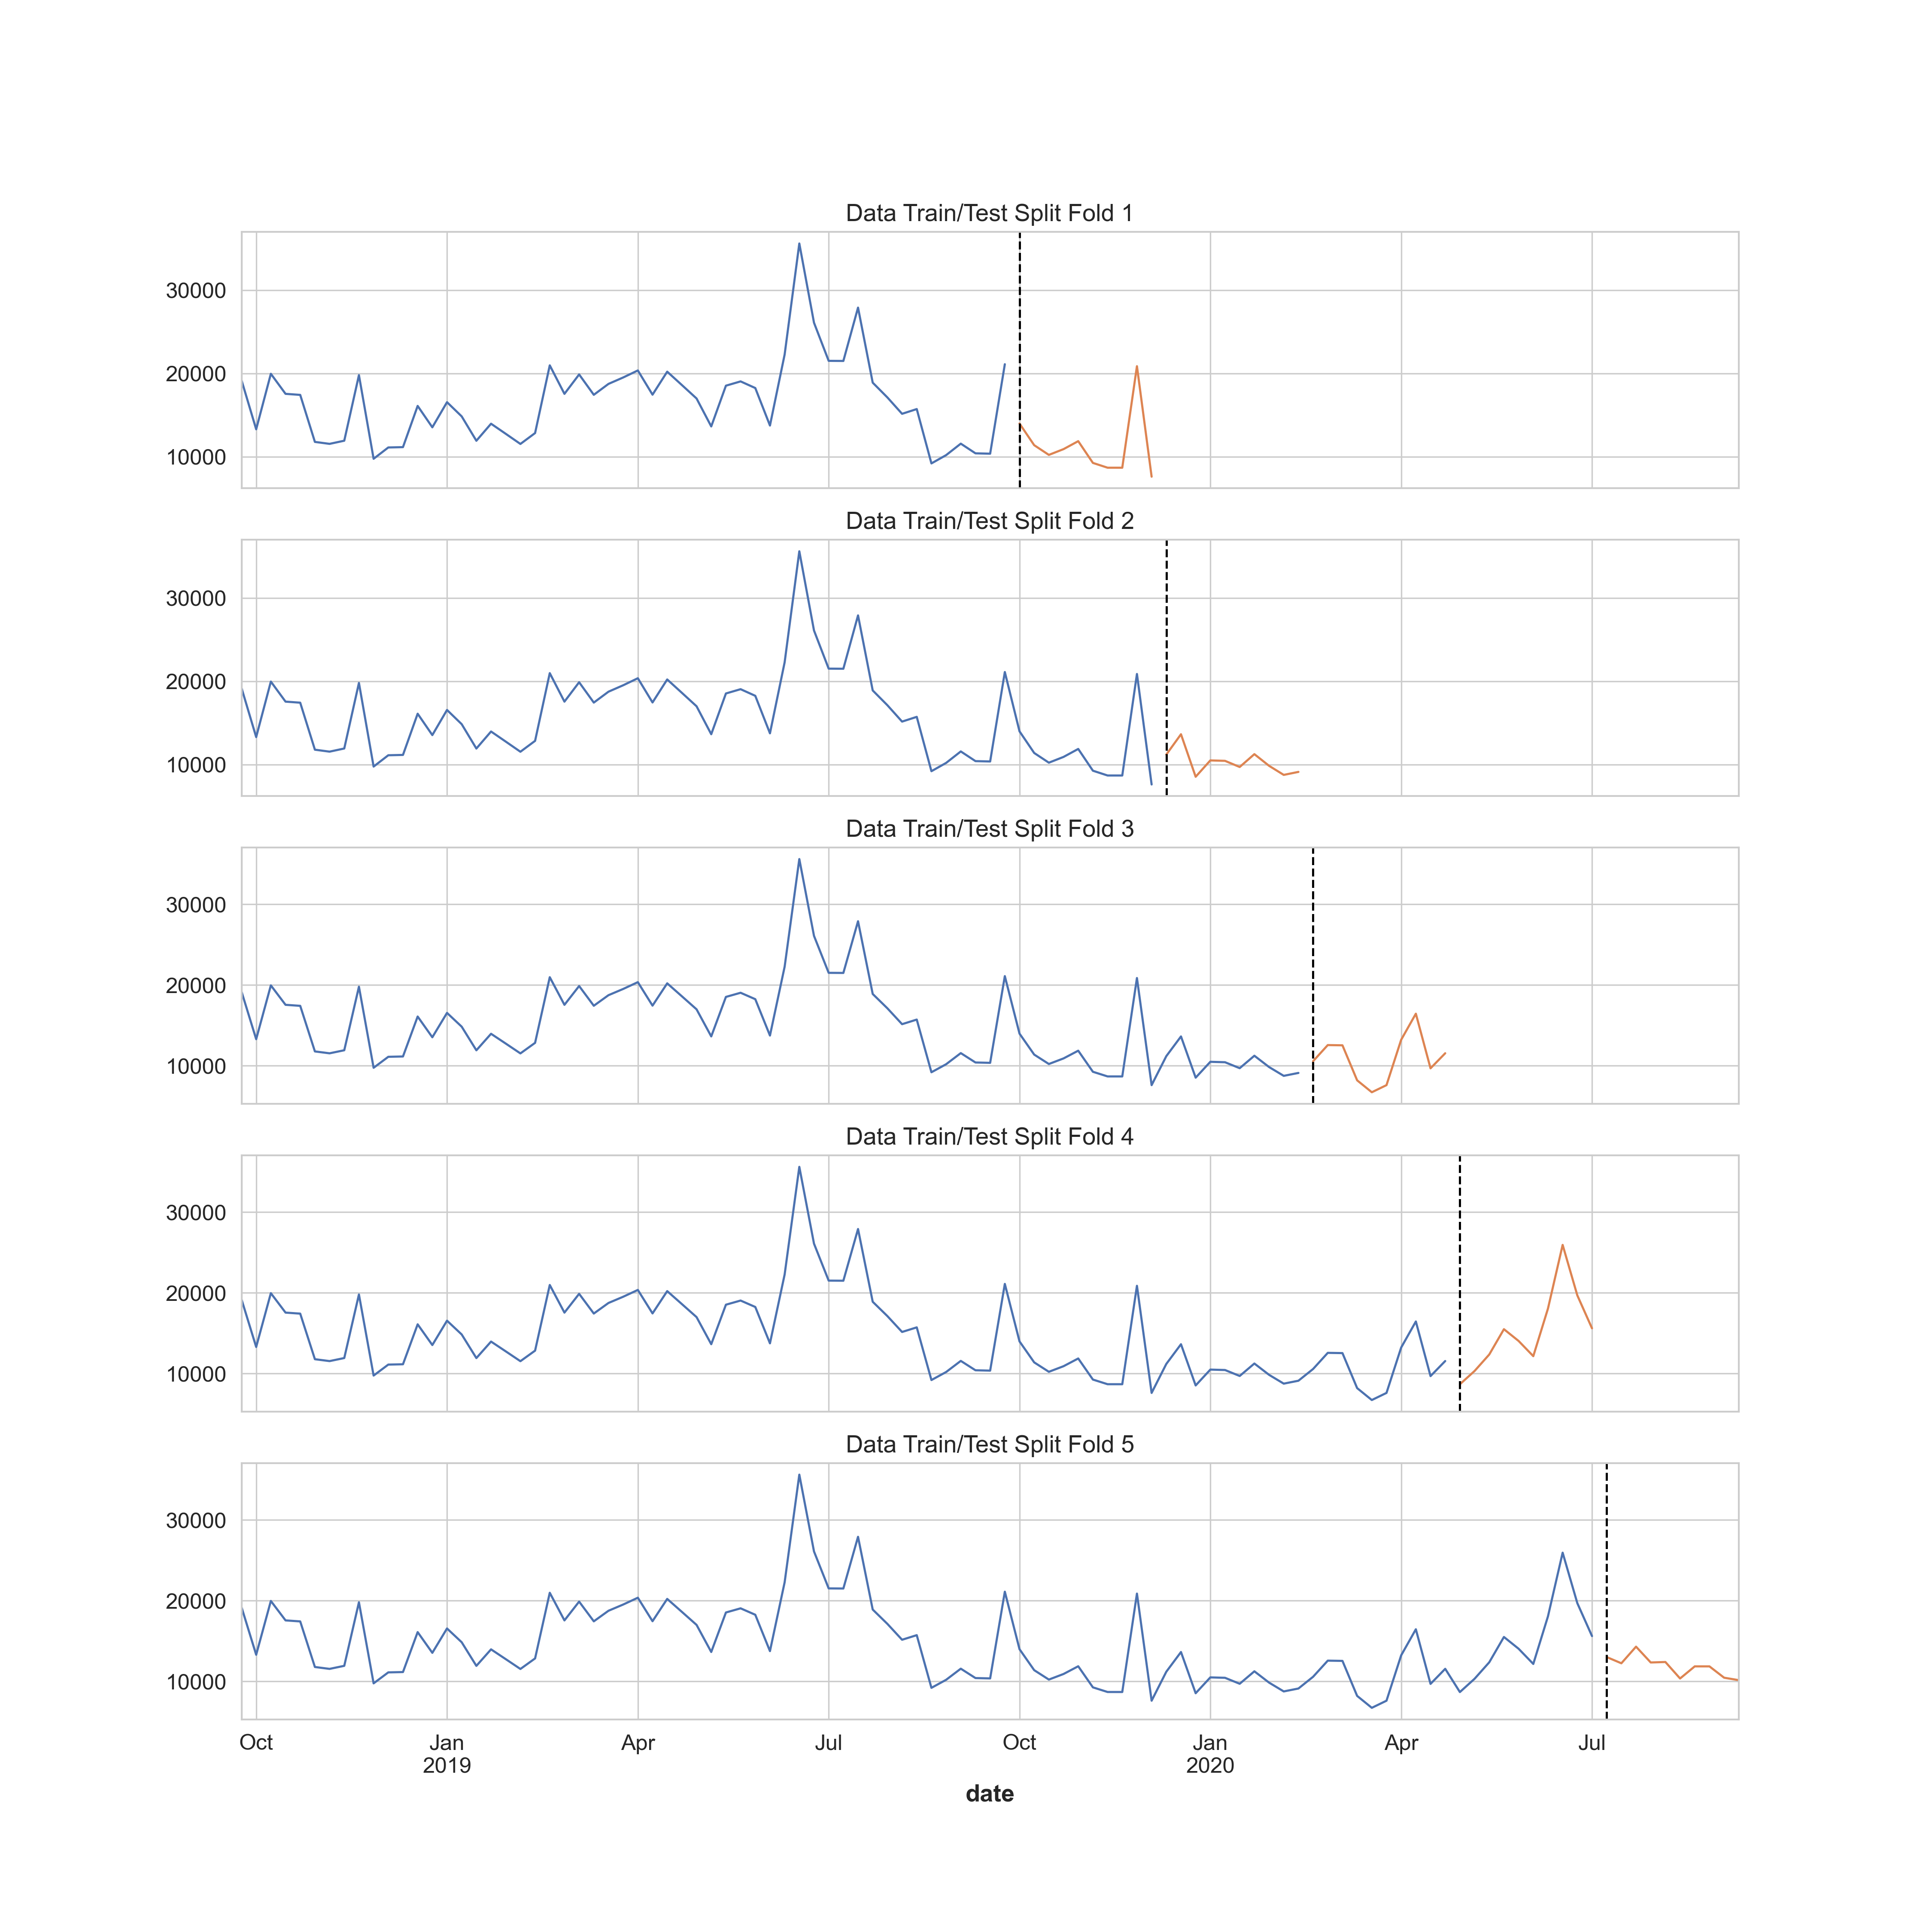 Data Train/Test Split Fold 1
30000
20000
10000
Data Train/Test Split Fold 2
30000
20000
10000
Data Train/Test Split Fold 3
30000
20000
10000
Data Train/Test Split Fold 4
30000
20000
10000
Data Train/Test Split Fold 5
30000
20000
10000
Oct Jan Apr Jul Oct Jan Apr Jul
2019 2020
date